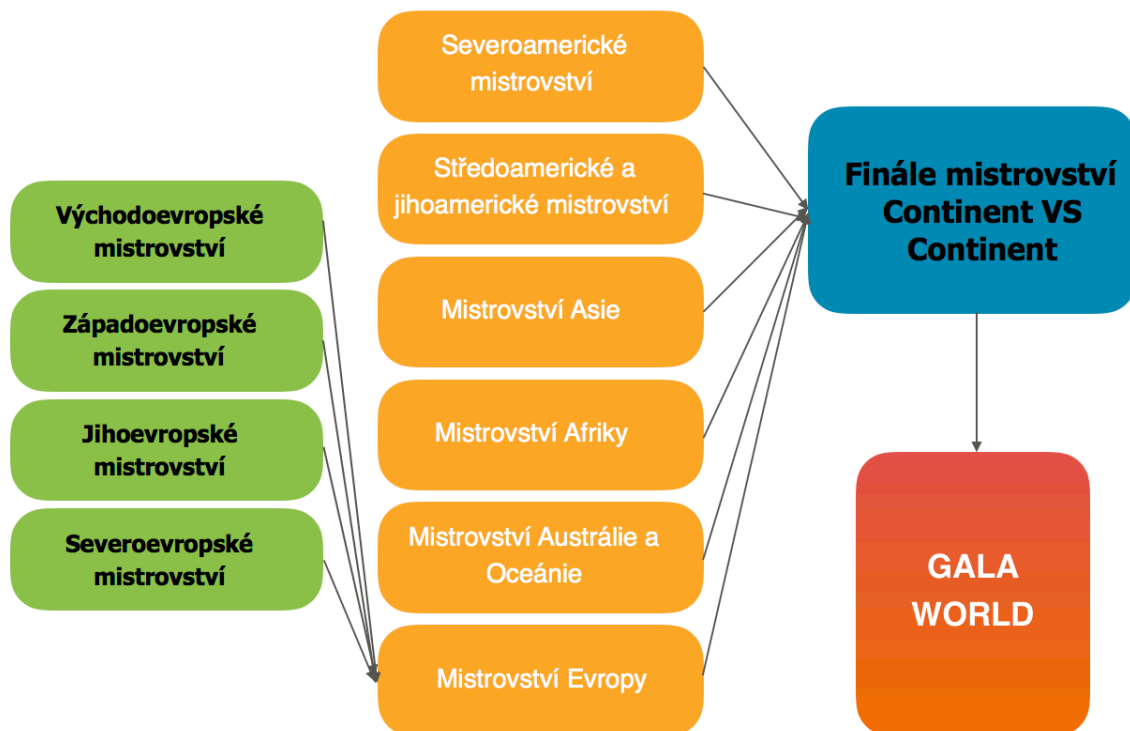 Východoevropské
mistrovství
Západoevropské
mistrovství
Jihoevropské
mistrovství
Severoevropské
mistrovství
Severoamerické
mistrovství
Středoamerické a
jihoamerické mistrovství
Mistrovství Asie
Mistrovství Afriky
Mistrovství Austrálie a
Oceánie
Mistrovství Evropy
Finále mistrovství
Continent VS
Continent
GALA
WORLD